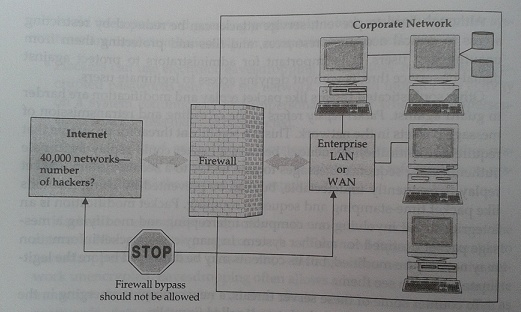 Corporate Network
Internet
40,000 networks—
number
of hackers?
Firewall
Enterprise
LAN
or
WAN
STOP
Firewall bypass
should not be allowed